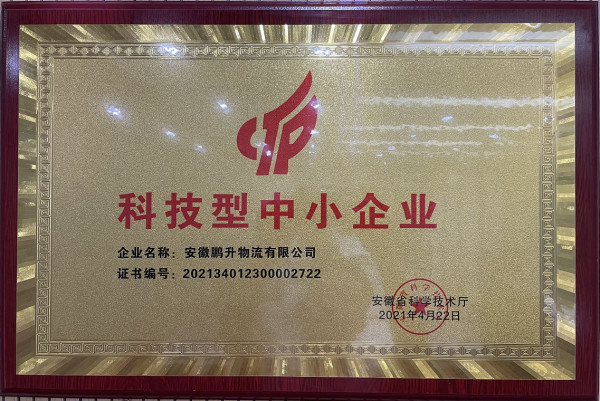 科技型中小企业
企业名称：安徽鹏升物流有限公司
证书编号：202134012300002722
安徽省科学技术厅
2021年4月22日